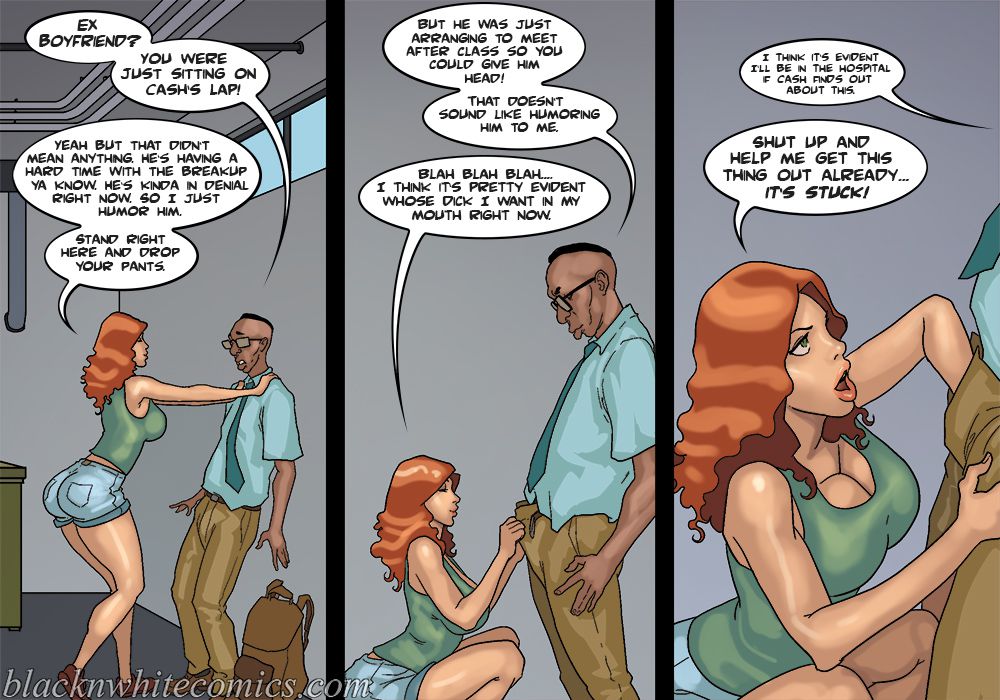 EX
BOYFRIEND?
YOU WERE
JUST SITTING ON
CASH'S LAP!
YEAH BUT THAT DIDN'T
MEAN ANYTHING. HE'S HAVING A
HARD TIME WITH THE BREAKUP
YA KNOW. HE'S KINDA IN DENIAL
RIGHT NOW. SO I JUST
HUMOR HIM.
STAND RIGHT
HERE AND DROP
YOUR PANTS.
BUT HE WAS JUST
ARRANGING TO MEET
AFTER CLASS SO YOU
COULD GIVE HIM
HEAD!
THAT DOESN'T
SOUND LIKE HUMORING
HIM TO ME.
BLAH BLAH BLAH....
I THINK IT'S PRETTY EVIDENT
WHOSE DICK I WANT IN MY
MOUTH RIGHT NOW.
I THINK IT'S EVIDENT
I'LL BE IN THE HOSPITAL
IF CASH FINDS OUT
ABOUT THIS.
SHUT UP AND
HELP ME GET THIS
THING OUT ALREADY...
IT'S STUCK!
blacknwhitecomics.com